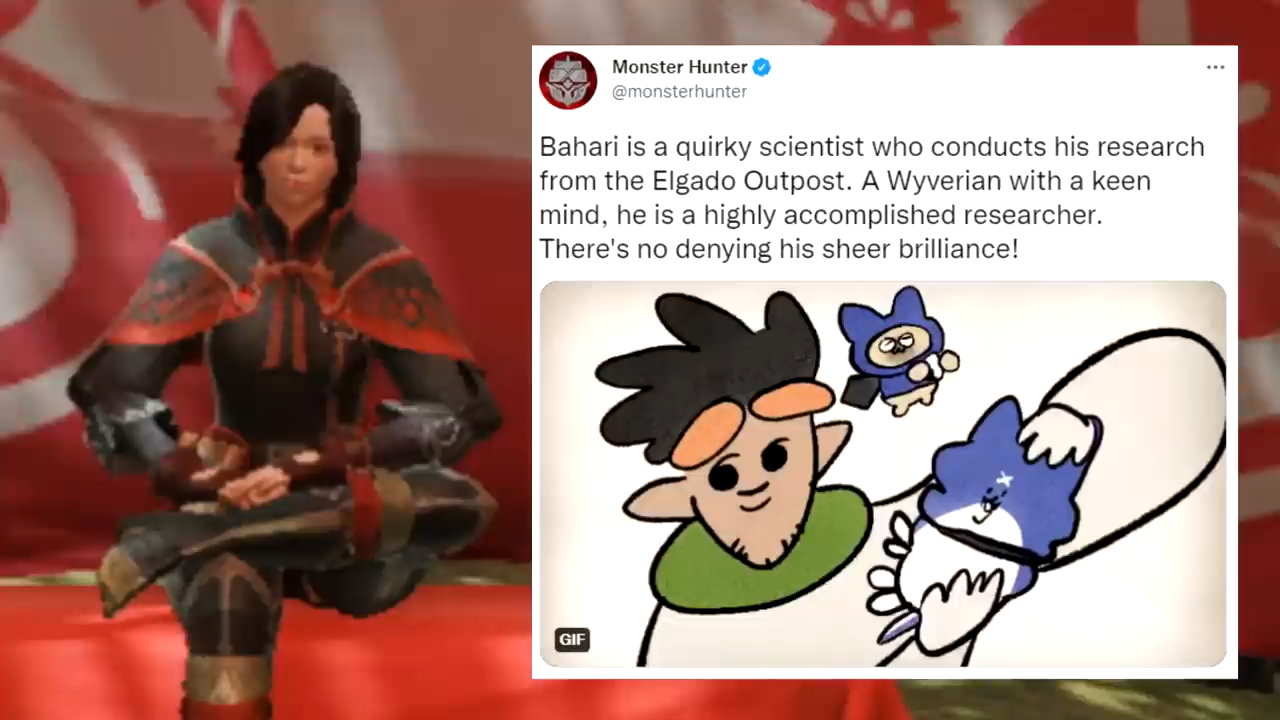 Monster Hunter
@monsterhunter
Bahari is a quirky scientist who conducts his research
from the Elgado Outpost. A Wyverian with a keen
mind, he is a highly accomplished researcher.
There's no denying his sheer brilliance!
GIF